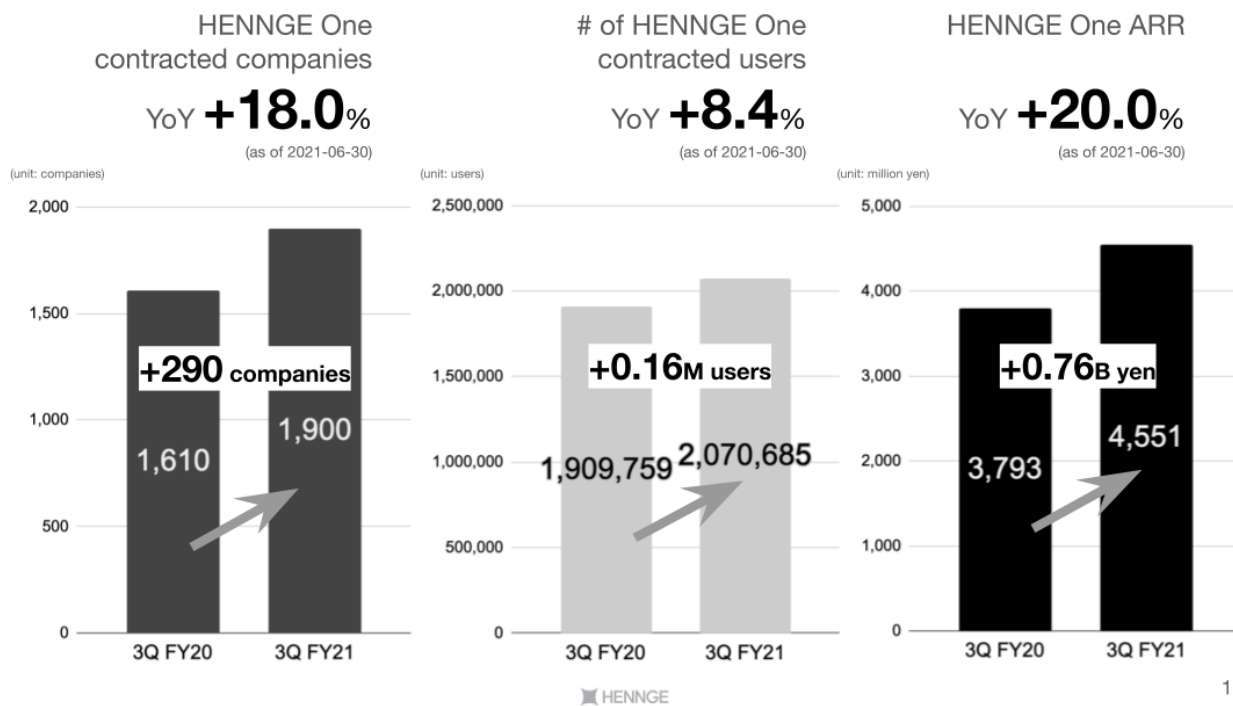 HENNGE One
contracted companies
YoY +18.0%
(as of 2021-06-30)
(unit: companies)
2,000
1,500
1,000
500
0
+290 companies
1,610
1,900
3Q FY20
3Q FY21
# of HENNGE One
contracted users
YoY +8.4%
(as of 2021-06-30)
(unit: users)
2,500,000
2,000,000
1,500,000
1,000,000
500,000
0
+0.16M users
1,909,759
2,070,685
3Q FY20
3Q FY21
HENNGE One ARR
YoY +20.0%
(as of 2021-06-30)
(unit: million yen)
5,000
4,000
3,000
2,000
1,000
0
+0.76B yen
3,793
4,551
3Q FY20
3Q FY21
HENNGE
1